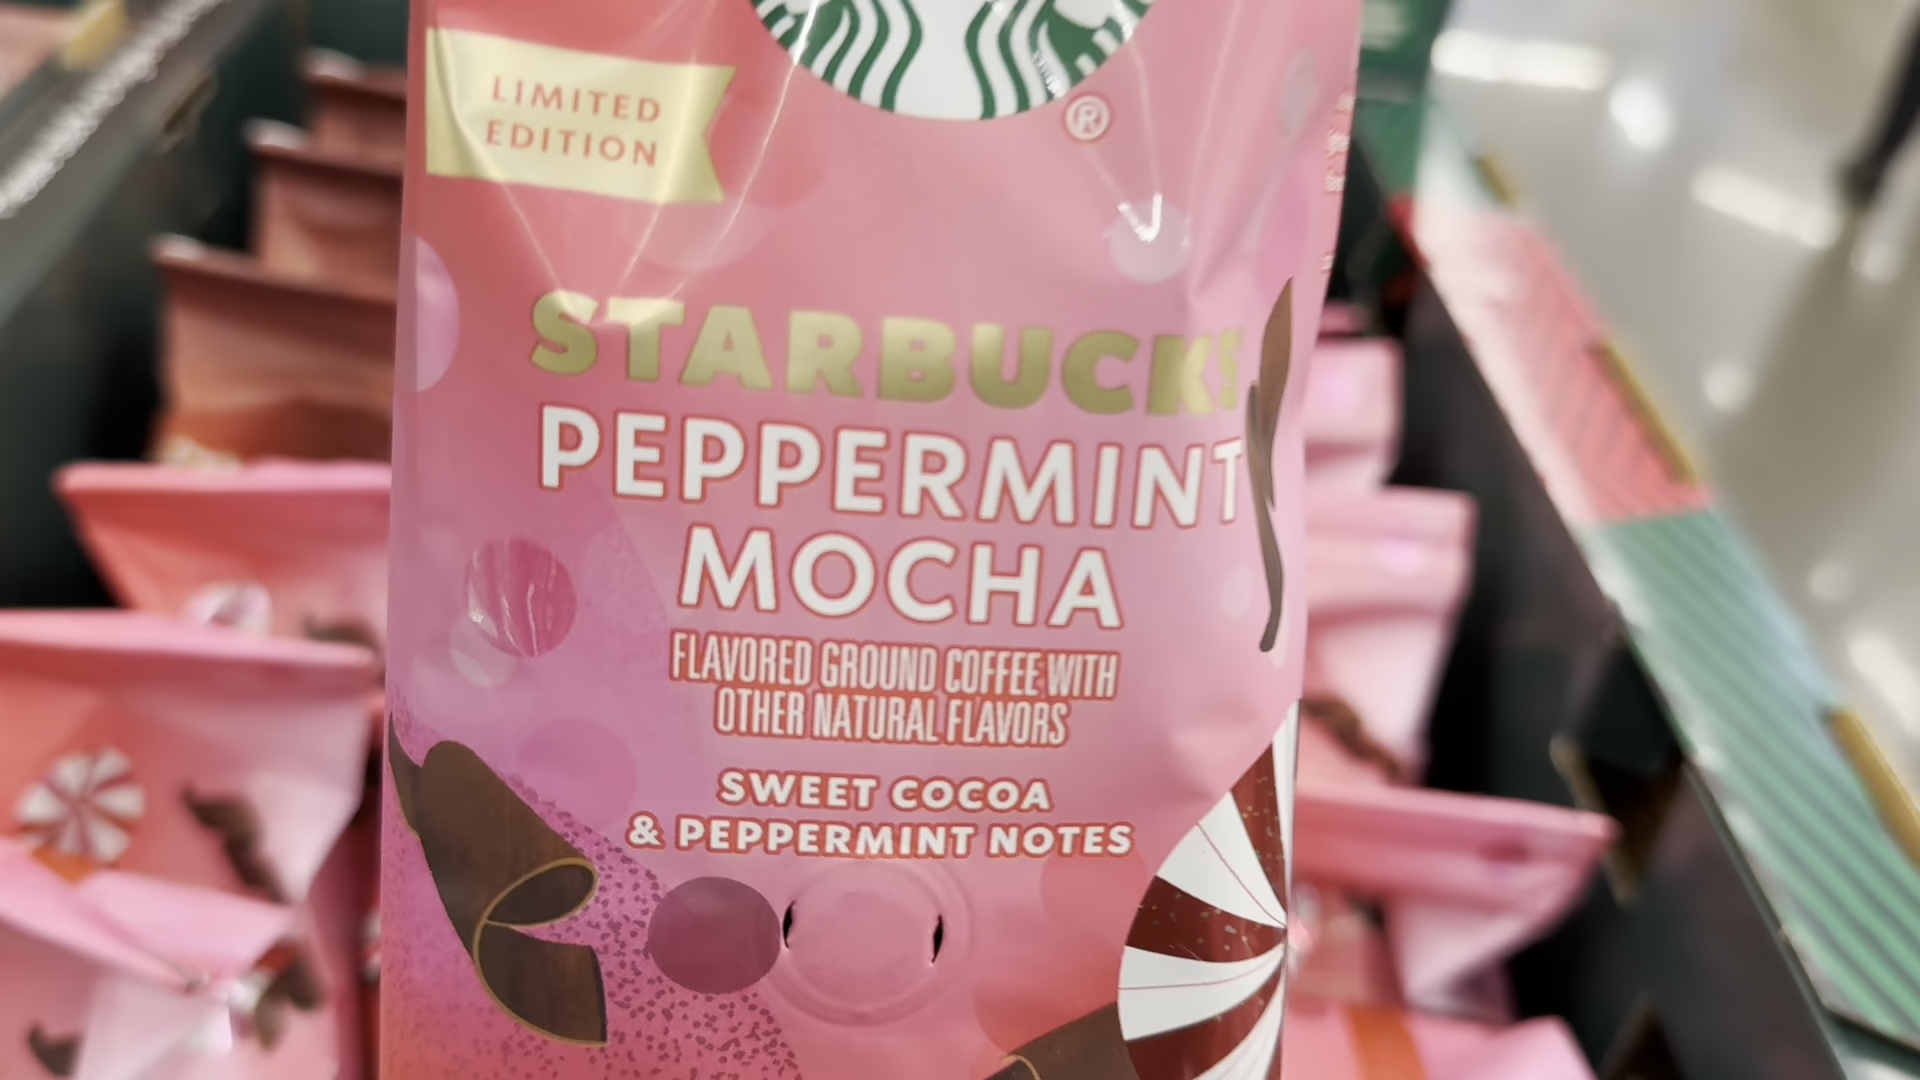 LIMITED
EDITION
®
STARBUCKS
PEPPERMINT
MOCHA
FLAVORED GROUND COFFEE WITH
OTHER NATURAL FLAVORS
SWEET COCOA
& PEPPERMINT NOTES